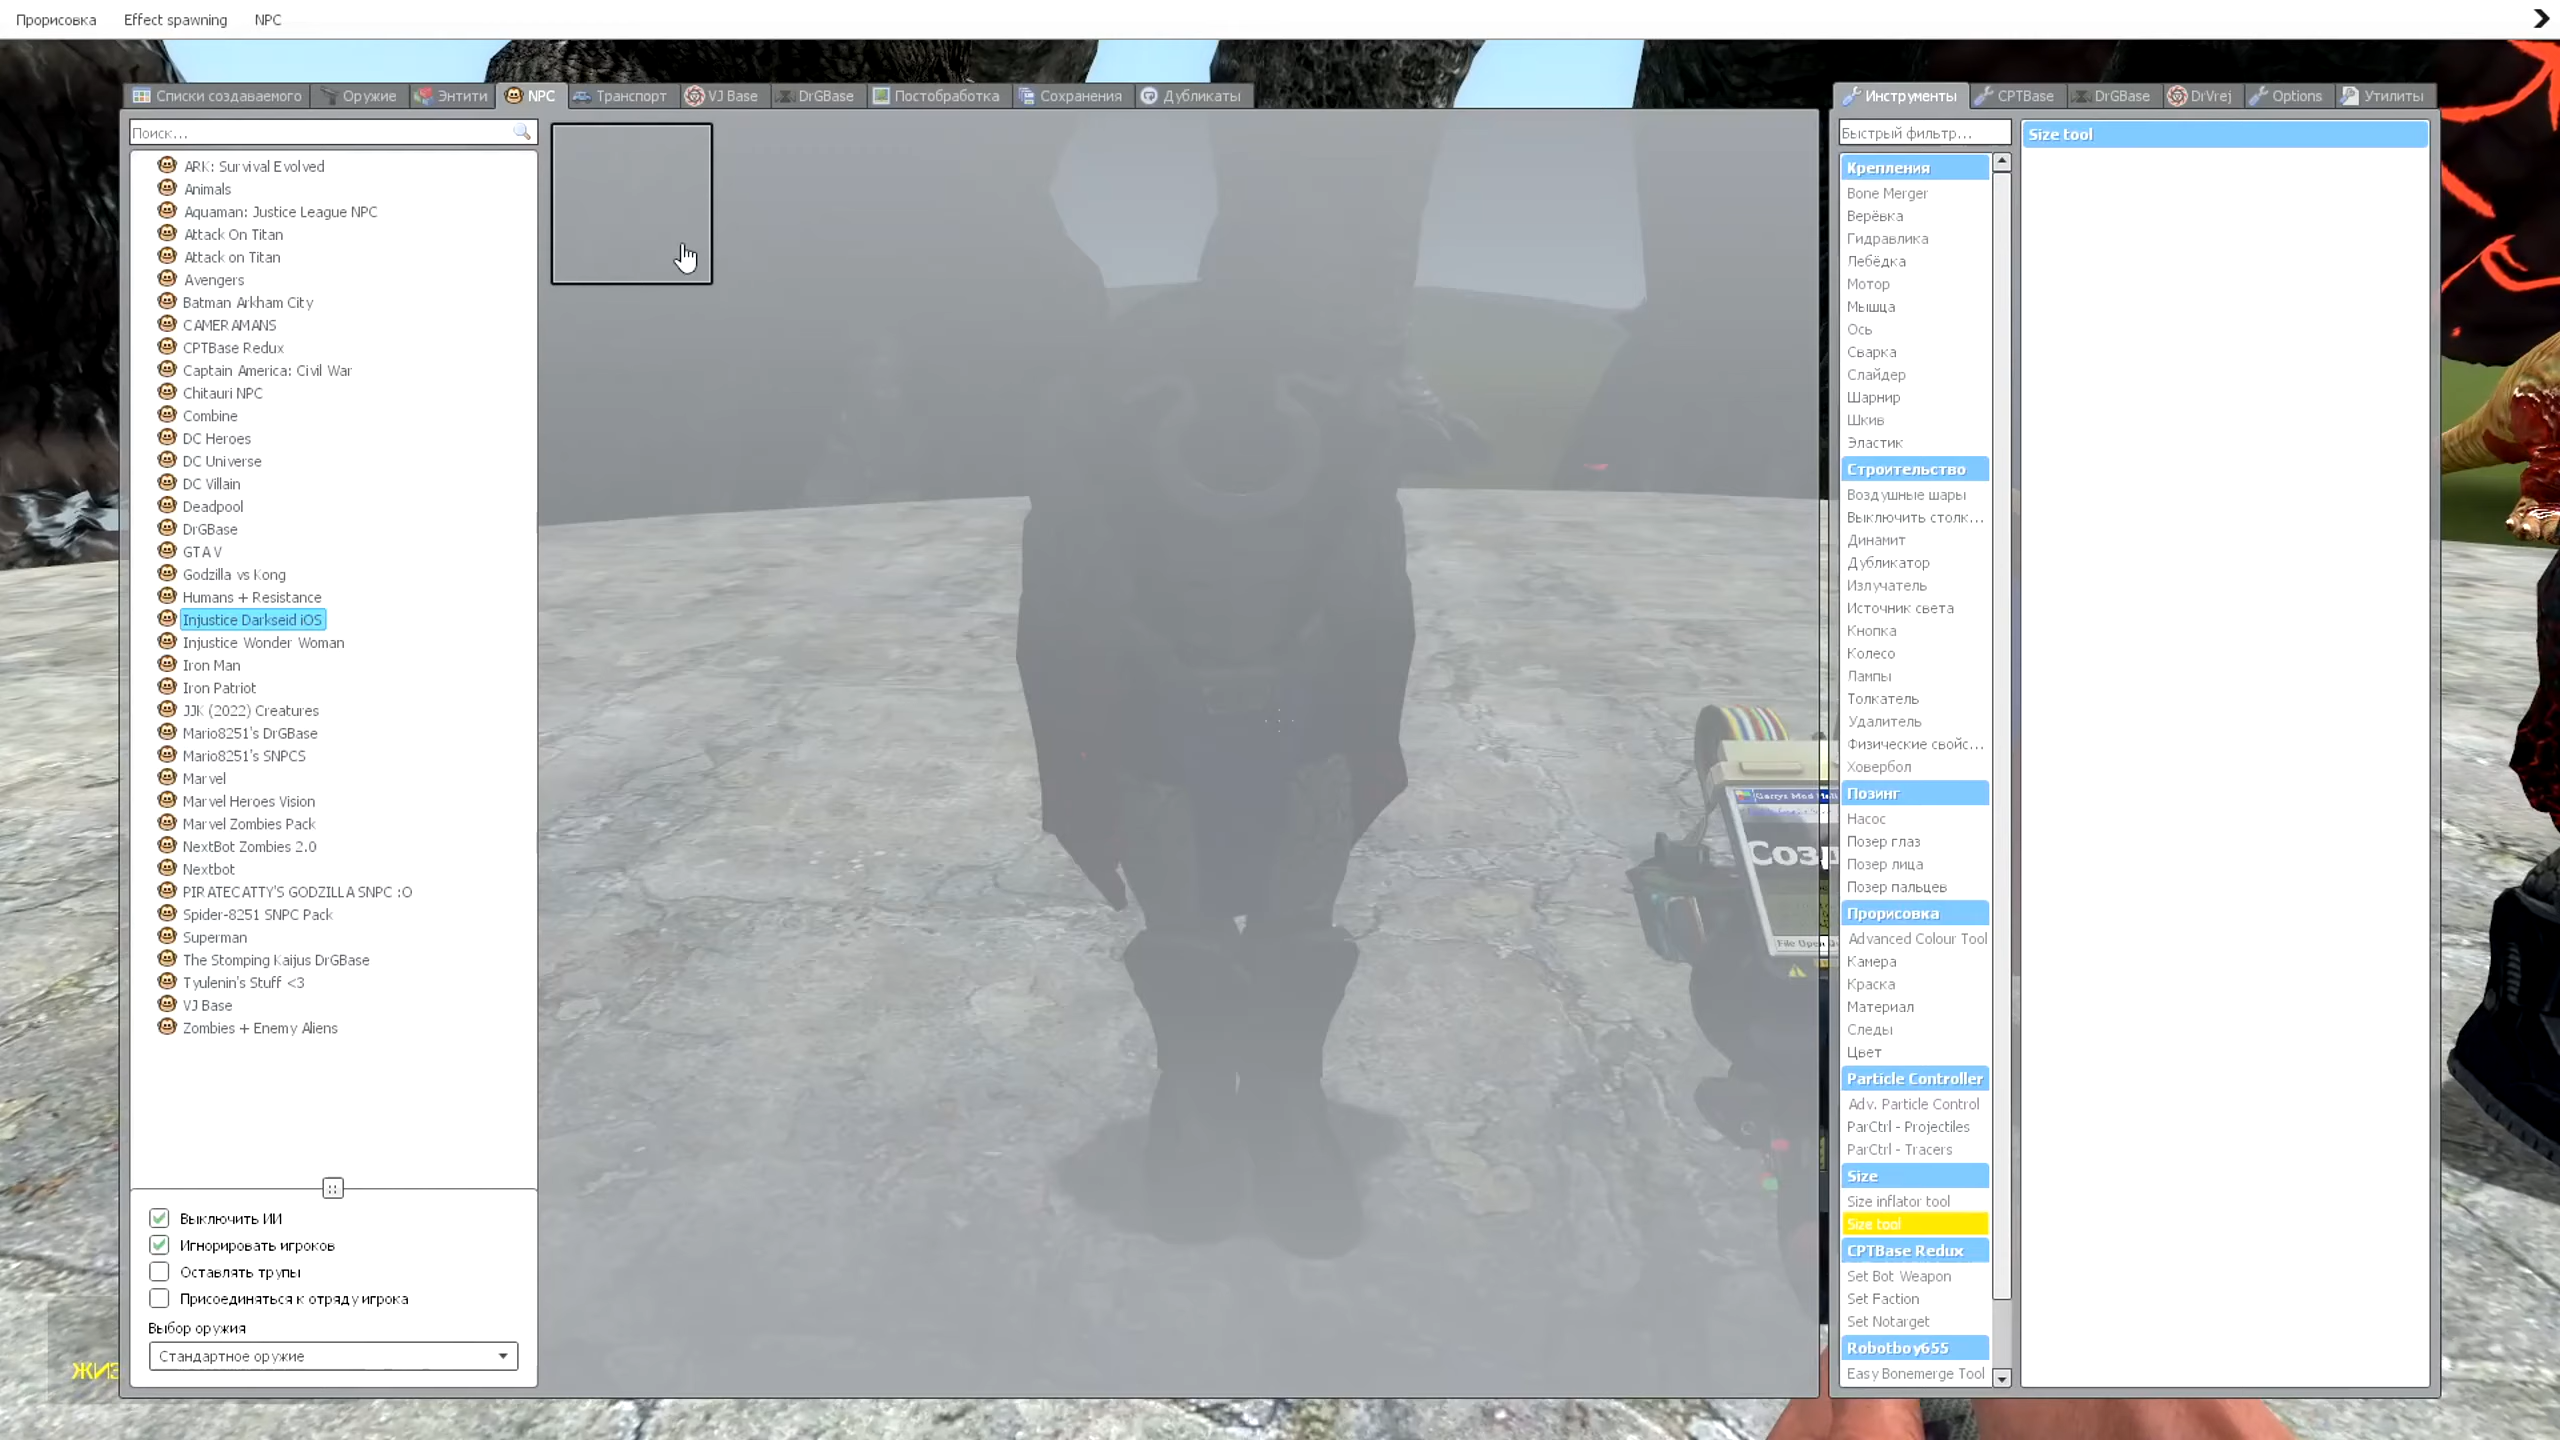 Прорисовка Effect spawning NPC
Списки создаваемого Оружие Энтити NPC Транспорт VJ Base DrGBase Постобработка Сохранения Дубликаты
Поиск...
ARK: Survival Evolved
Animals
Aquaman: Justice League NPC
Attack On Titan
Attack on Titan
Avengers
Batman Arkham City
CAMERAMANS
CPTBase Redux
Captain America: Civil War
Chitauri NPC
Combine
DC Heroes
DC Universe
DC Villain
Deadpool
DrGBase
GTA V
Godzilla vs Kong
Humans + Resistance
Injustice Darkseid iOS
Injustice Wonder Woman
Iron Man
Iron Patriot
JJK (2022) Creatures
Mario8251's DrGBase
Mario8251's SNPCS
Marvel
Marvel Heroes Vision
Marvel Zombies Pack
NextBot Zombies 2.0
Nextbot
PIRATECATTY'S GODZILLA SNPC :O
Spider-8251 SNPC Pack
Superman
The Stomping Kaijus DrGBase
Tyulenin's Stuff <3
VJ Base
Zombies + Enemy Aliens
Выключить ИИ
Игнорировать игроков
Оставлять трупы
Присоединяться к отряду игрока
Выбор оружия
Стандартное оружие
ЖИЗ
Созд
File Open
Инструменты CPTBase DrGBase DrVrej Options Утилиты
Быстрый фильтр...
Крепления
Bone Merger
Верёвка
Гидравлика
Лебёдка
Мотор
Мышца
Ось
Сварка
Слайдер
Шарнир
Шкив
Эластик
Строительство
Воздушные шары
Выключить столк...
Динамит
Дубликатор
Излучатель
Источник света
Кнопка
Колесо
Лампы
Толкатель
Удалитель
Физические свойс...
Ховербол
Позинг
Насос
Позер глаз
Позер лица
Позер пальцев
Прорисовка
Advanced Colour Tool
Камера
Краска
Материал
Следы
Цвет
Particle Controller
Adv. Particle Control
ParCtrl - Projectiles
ParCtrl - Tracers
Size
Size inflator tool
Size tool
CPTBase Redux
Set Bot Weapon
Set Faction
Set Notarget
Robotboy655
Easy Bonemerge Tool
Size tool